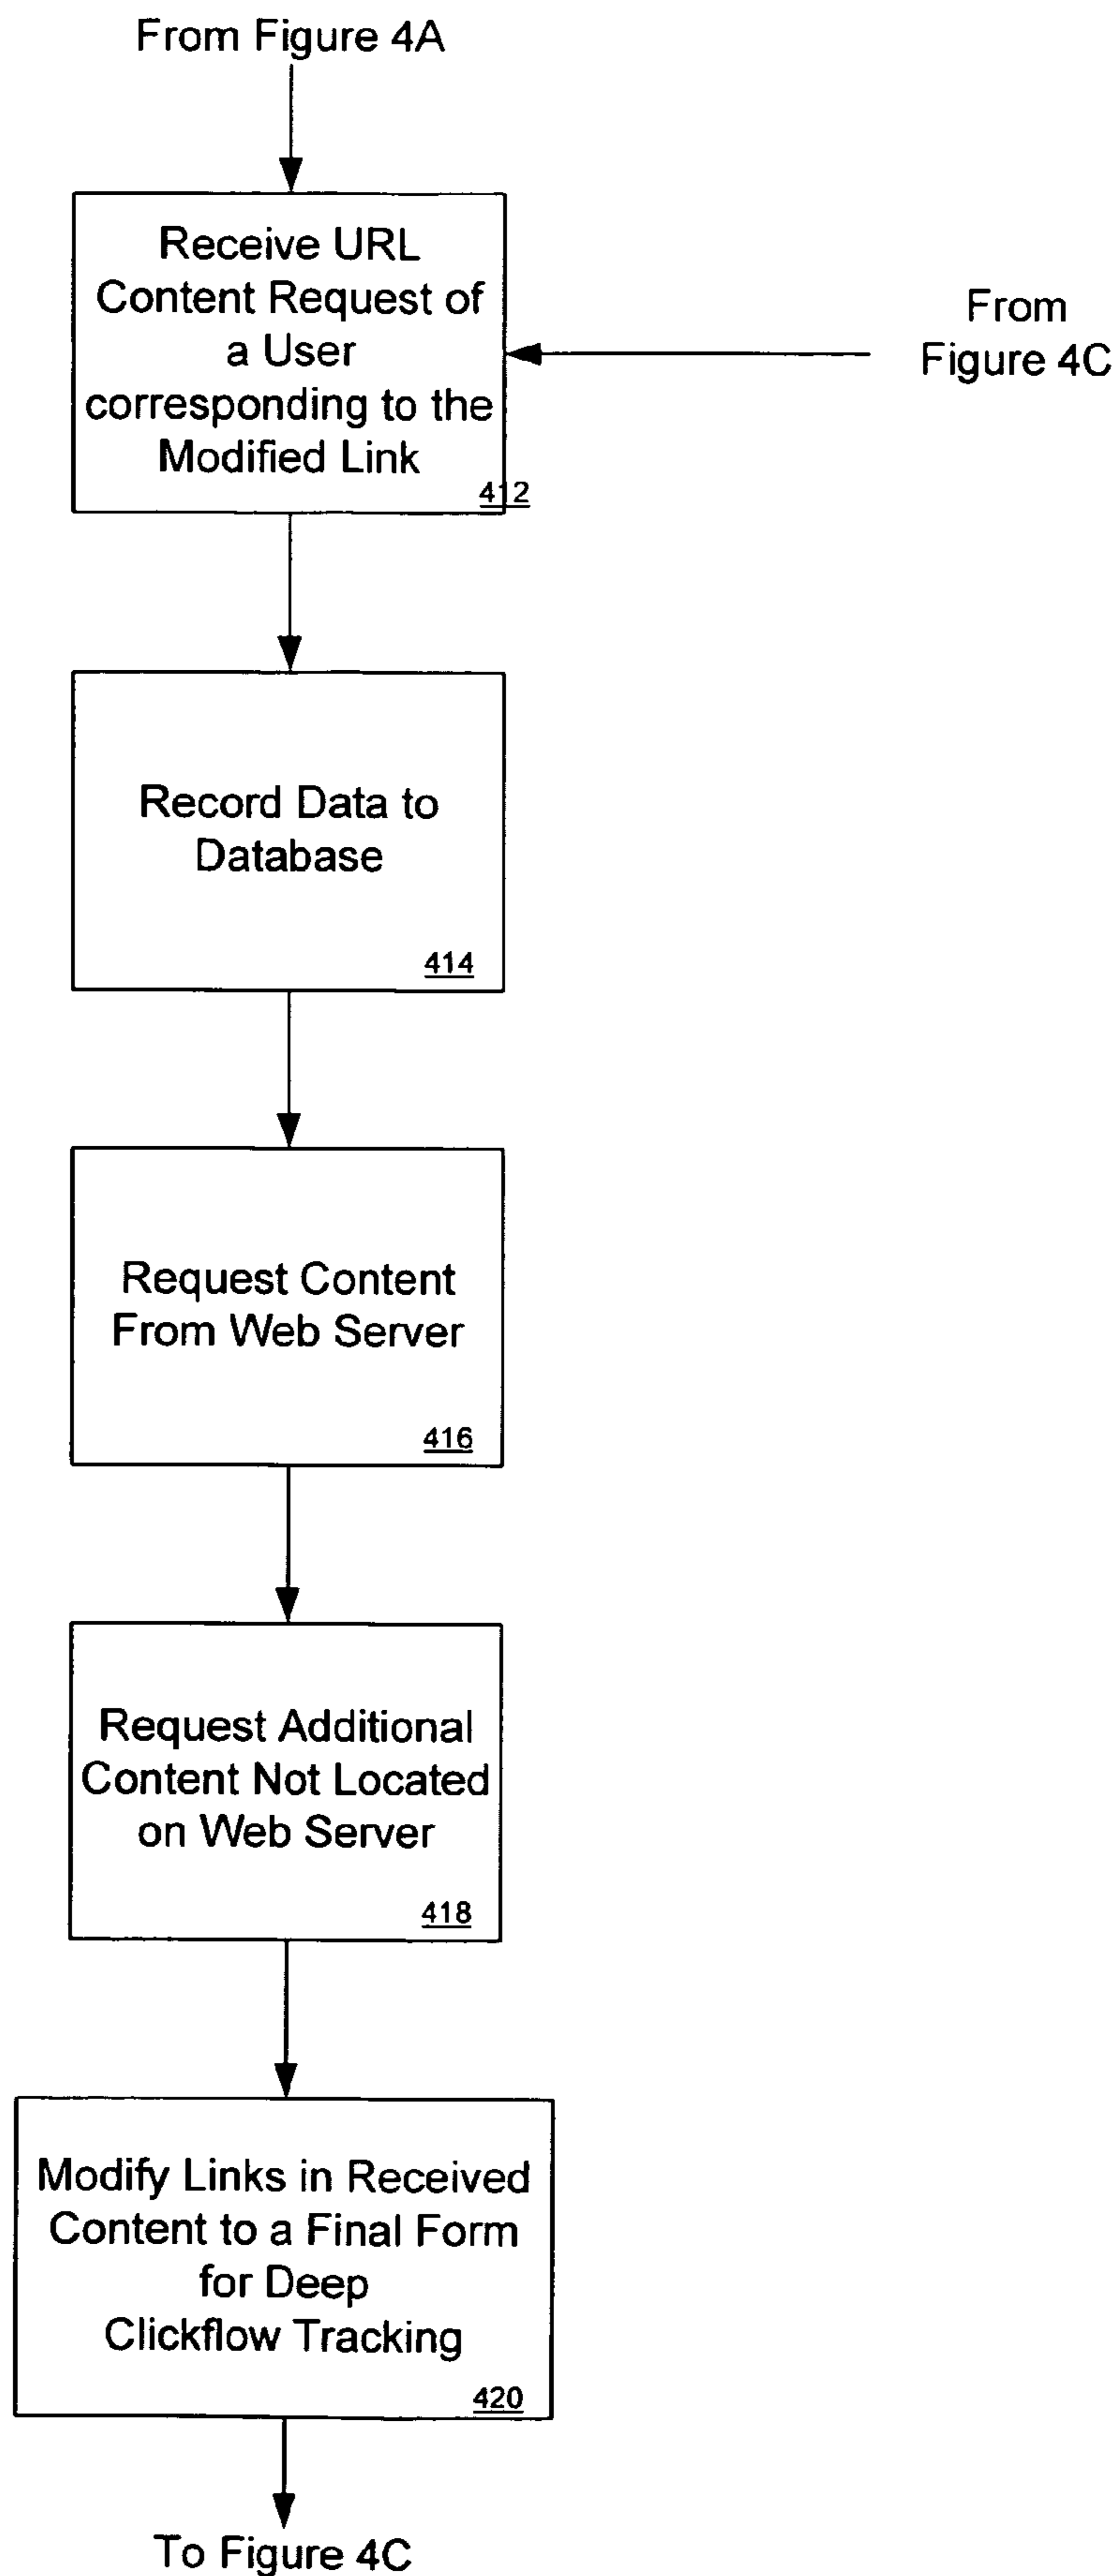 From Figure 4A
Receive URL
Content Request of
a User
corresponding to the
Modified Link
412
From
Figure 4C
Record Data to
Database
414
Request Content
From Web Server
416
Request Additional
Content Not Located
on Web Server
418
Modify Links in Received
Content to a Final Form
for Deep
Clickflow Tracking
420
To Figure 4C